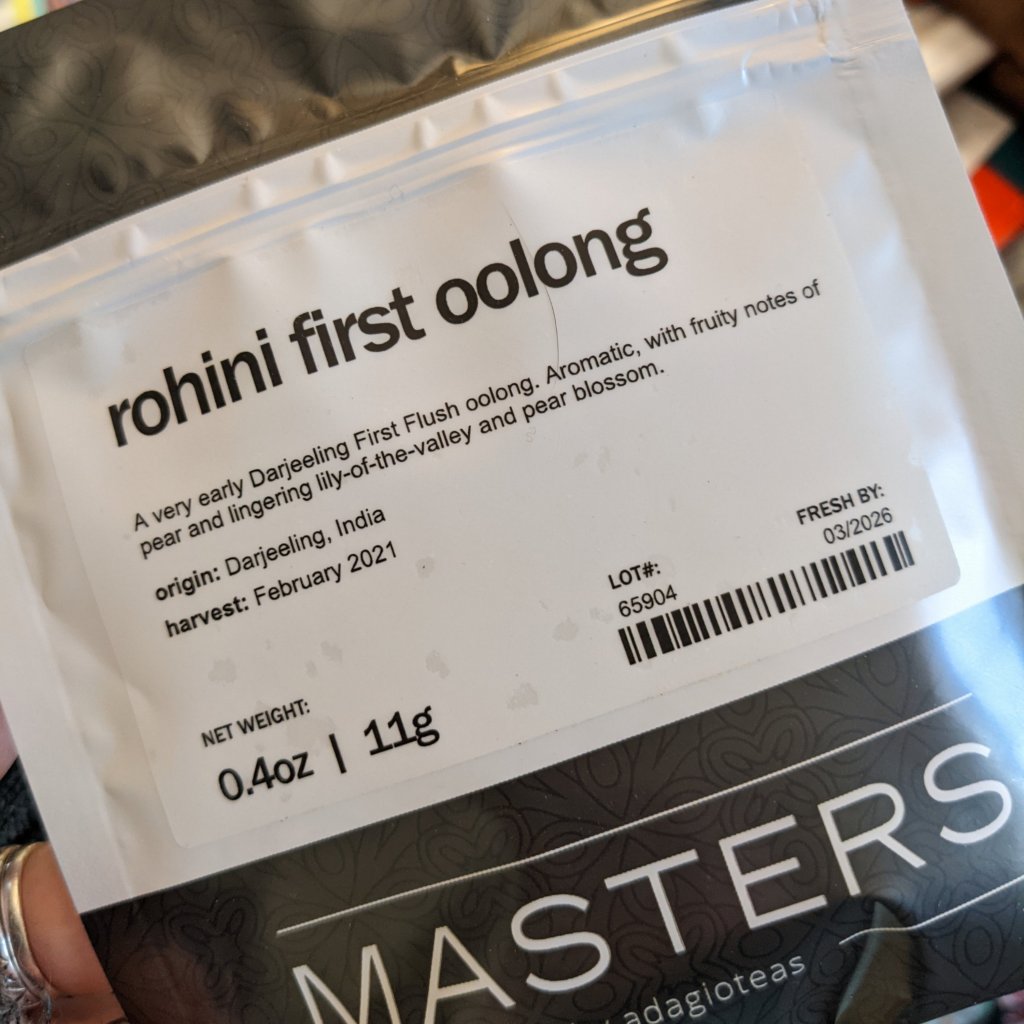 rohini first oolong
A very early Darjeeling First Flush oolong. Aromatic, with fruity notes of
pear and lingering lily-of-the-valley and pear blossom.
origin: Darjeeling, India
harvest: February 2021
LOT#:
65904
FRESH BY:
03/2026
NET WEIGHT:
0.4oz | 11g
MASTERS
adagioteas